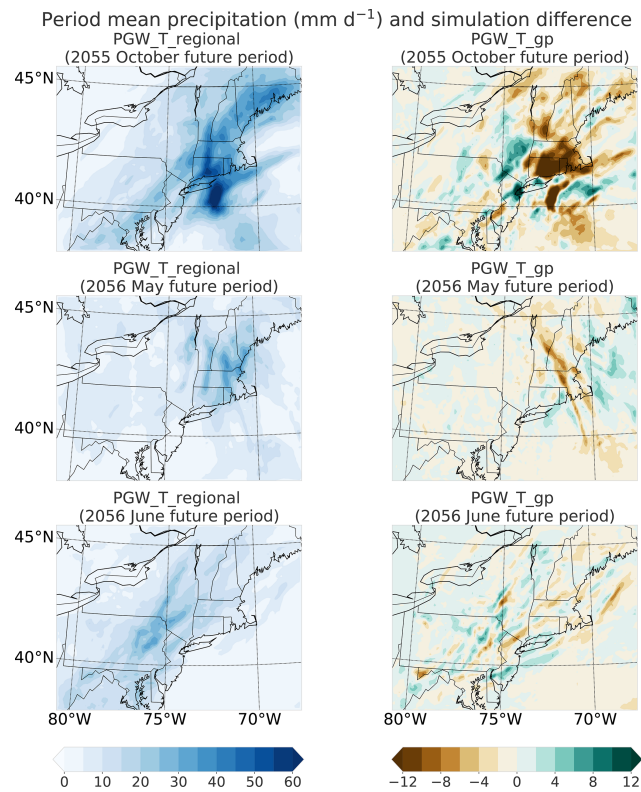 Period mean precipitation (mm d⁻¹) and simulation difference
PGW_T_regional
(2055 October future period)
PGW_T_gp
(2055 October future period)
45°N
40°N
PGW_T_regional
(2056 May future period)
PGW_T_gp
(2056 May future period)
45°N
40°N
PGW_T_regional
(2056 June future period)
PGW_T_gp
(2056 June future period)
45°N
40°N
80°W 75°W 70°W
80°W 75°W 70°W
0 10 20 30 40 50 60
−12 −8 −4 0 4 8 12